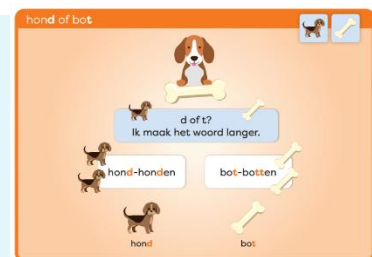 hond of bot
d of t?
Ik maak het woord langer.
hond-honden
bot-botten
hond
bot